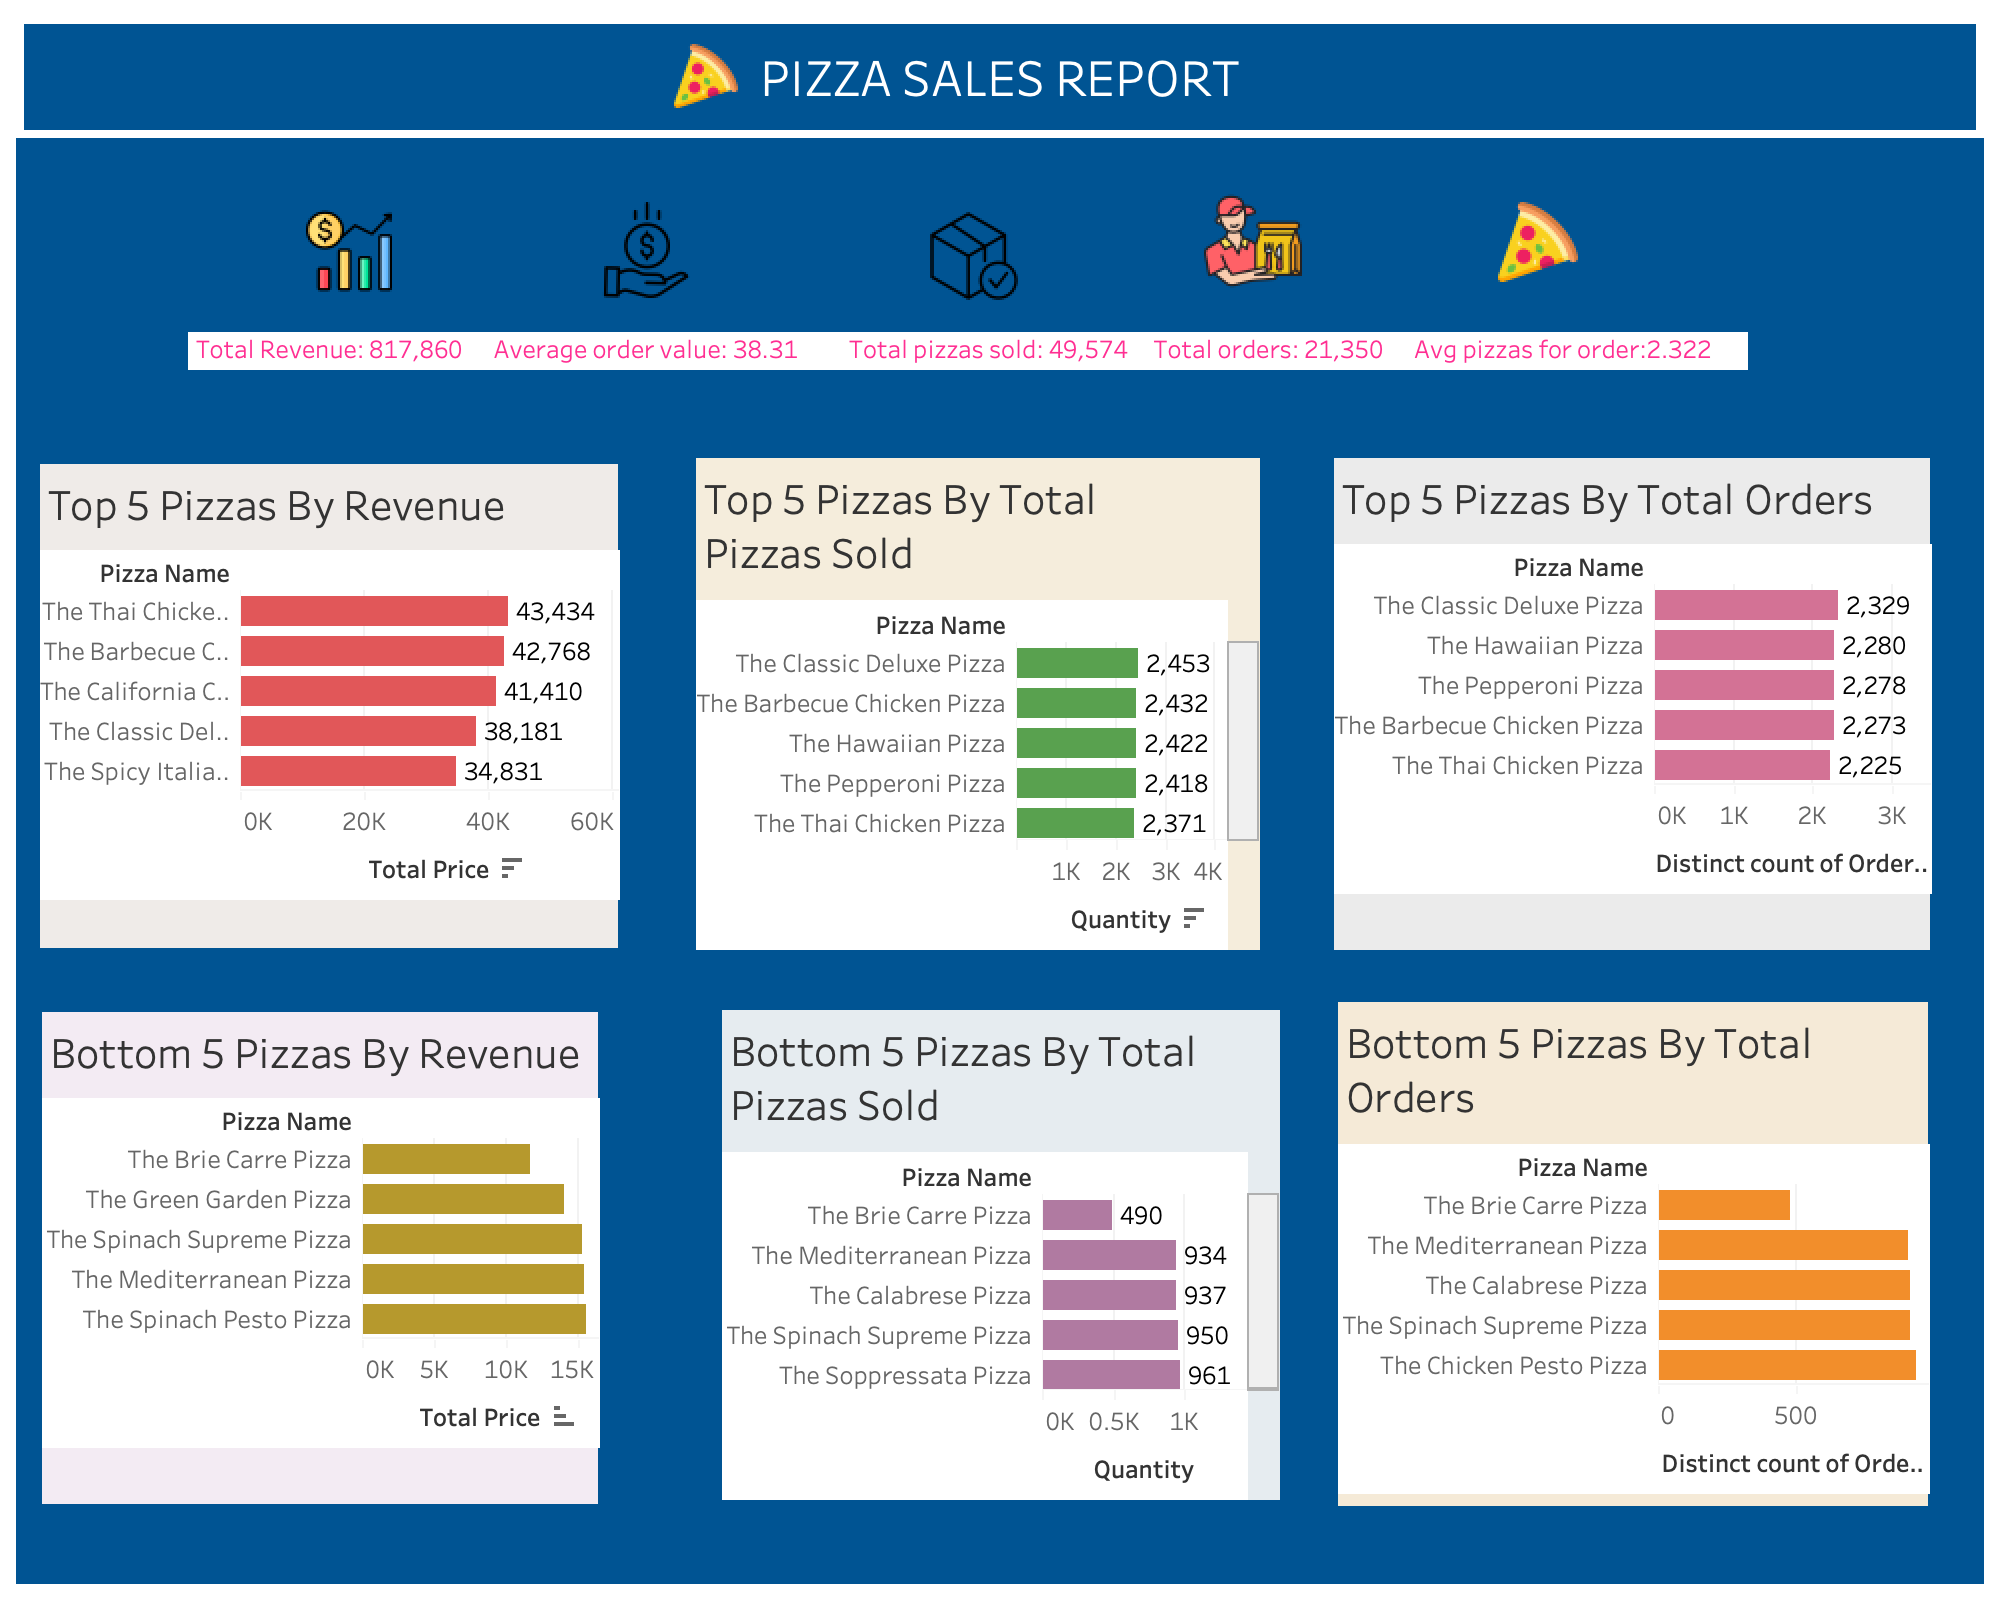 PIZZA SALES REPORT
Total Revenue: 817,860 Average order value: 38.31 Total pizzas sold: 49,574 Total orders: 21,350 Avg pizzas for order:2.322
Top 5 Pizzas By Revenue
Pizza Name
The Thai Chicke.. 43,434
The Barbecue C.. 42,768
The California C.. 41,410
The Classic Del.. 38,181
The Spicy Italia.. 34,831
0K 20K 40K 60K
Total Price
Top 5 Pizzas By Total
Pizzas Sold
Pizza Name
The Classic Deluxe Pizza 2,453
The Barbecue Chicken Pizza 2,432
The Hawaiian Pizza 2,422
The Pepperoni Pizza 2,418
The Thai Chicken Pizza 2,371
1K 2K 3K 4K
Quantity
Top 5 Pizzas By Total Orders
Pizza Name
The Classic Deluxe Pizza 2,329
The Hawaiian Pizza 2,280
The Pepperoni Pizza 2,278
The Barbecue Chicken Pizza 2,273
The Thai Chicken Pizza 2,225
0K 1K 2K 3K
Distinct count of Order..
Bottom 5 Pizzas By Revenue
Pizza Name
The Brie Carre Pizza
The Green Garden Pizza
The Spinach Supreme Pizza
The Mediterranean Pizza
The Spinach Pesto Pizza
0K 5K 10K 15K
Total Price
Bottom 5 Pizzas By Total
Pizzas Sold
Pizza Name
The Brie Carre Pizza 490
The Mediterranean Pizza 934
The Calabrese Pizza 937
The Spinach Supreme Pizza 950
The Soppressata Pizza 961
0K 0.5K 1K
Quantity
Bottom 5 Pizzas By Total
Orders
Pizza Name
The Brie Carre Pizza
The Mediterranean Pizza
The Calabrese Pizza
The Spinach Supreme Pizza
The Chicken Pesto Pizza
0 500
Distinct count of Orde..